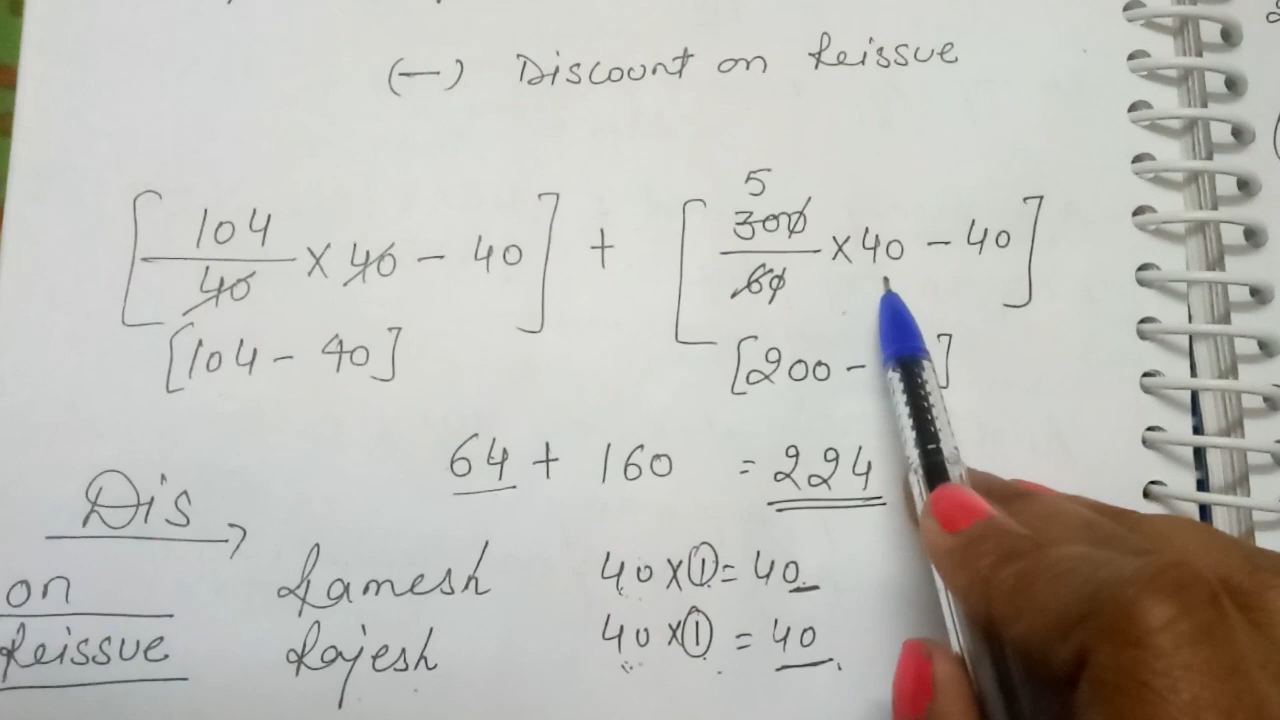 (—) Discount on Reissue
5
[104/40 × 40 - 40] + [300/60 × 40 - 40]
[104 - 40] [200 - ]
64 + 160 = 224
Dis
on
Reissue
Ramesh 40 × 1 = 40
Rajesh 40 × 1 = 40